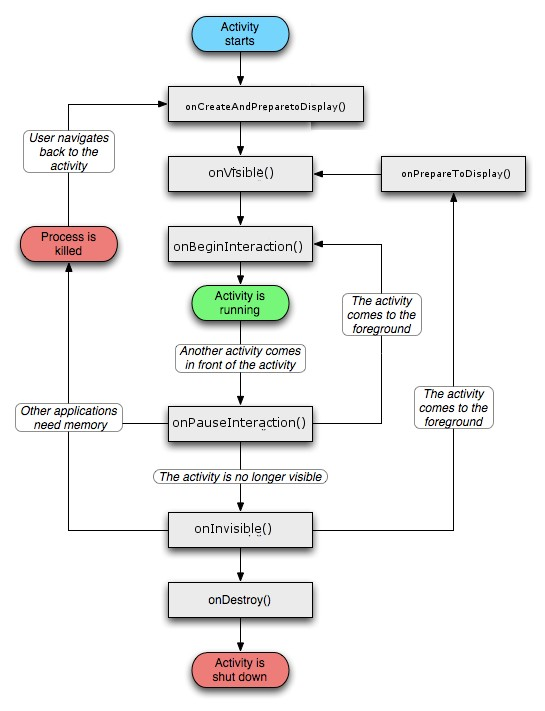 Activity
starts
onCreateAndPreparetoDisplay()
User navigates
back to the
activity
onVisible()
onPrepareToDisplay()
Process is
killed
onBeginInteraction()
Activity is
running
The activity
comes to the
foreground
Another activity comes
in front of the activity
The activity
comes to the
foreground
Other applications
need memory
onPauseInteraction()
The activity is no longer visible
onInvisible()
onDestroy()
Activity is
shut down